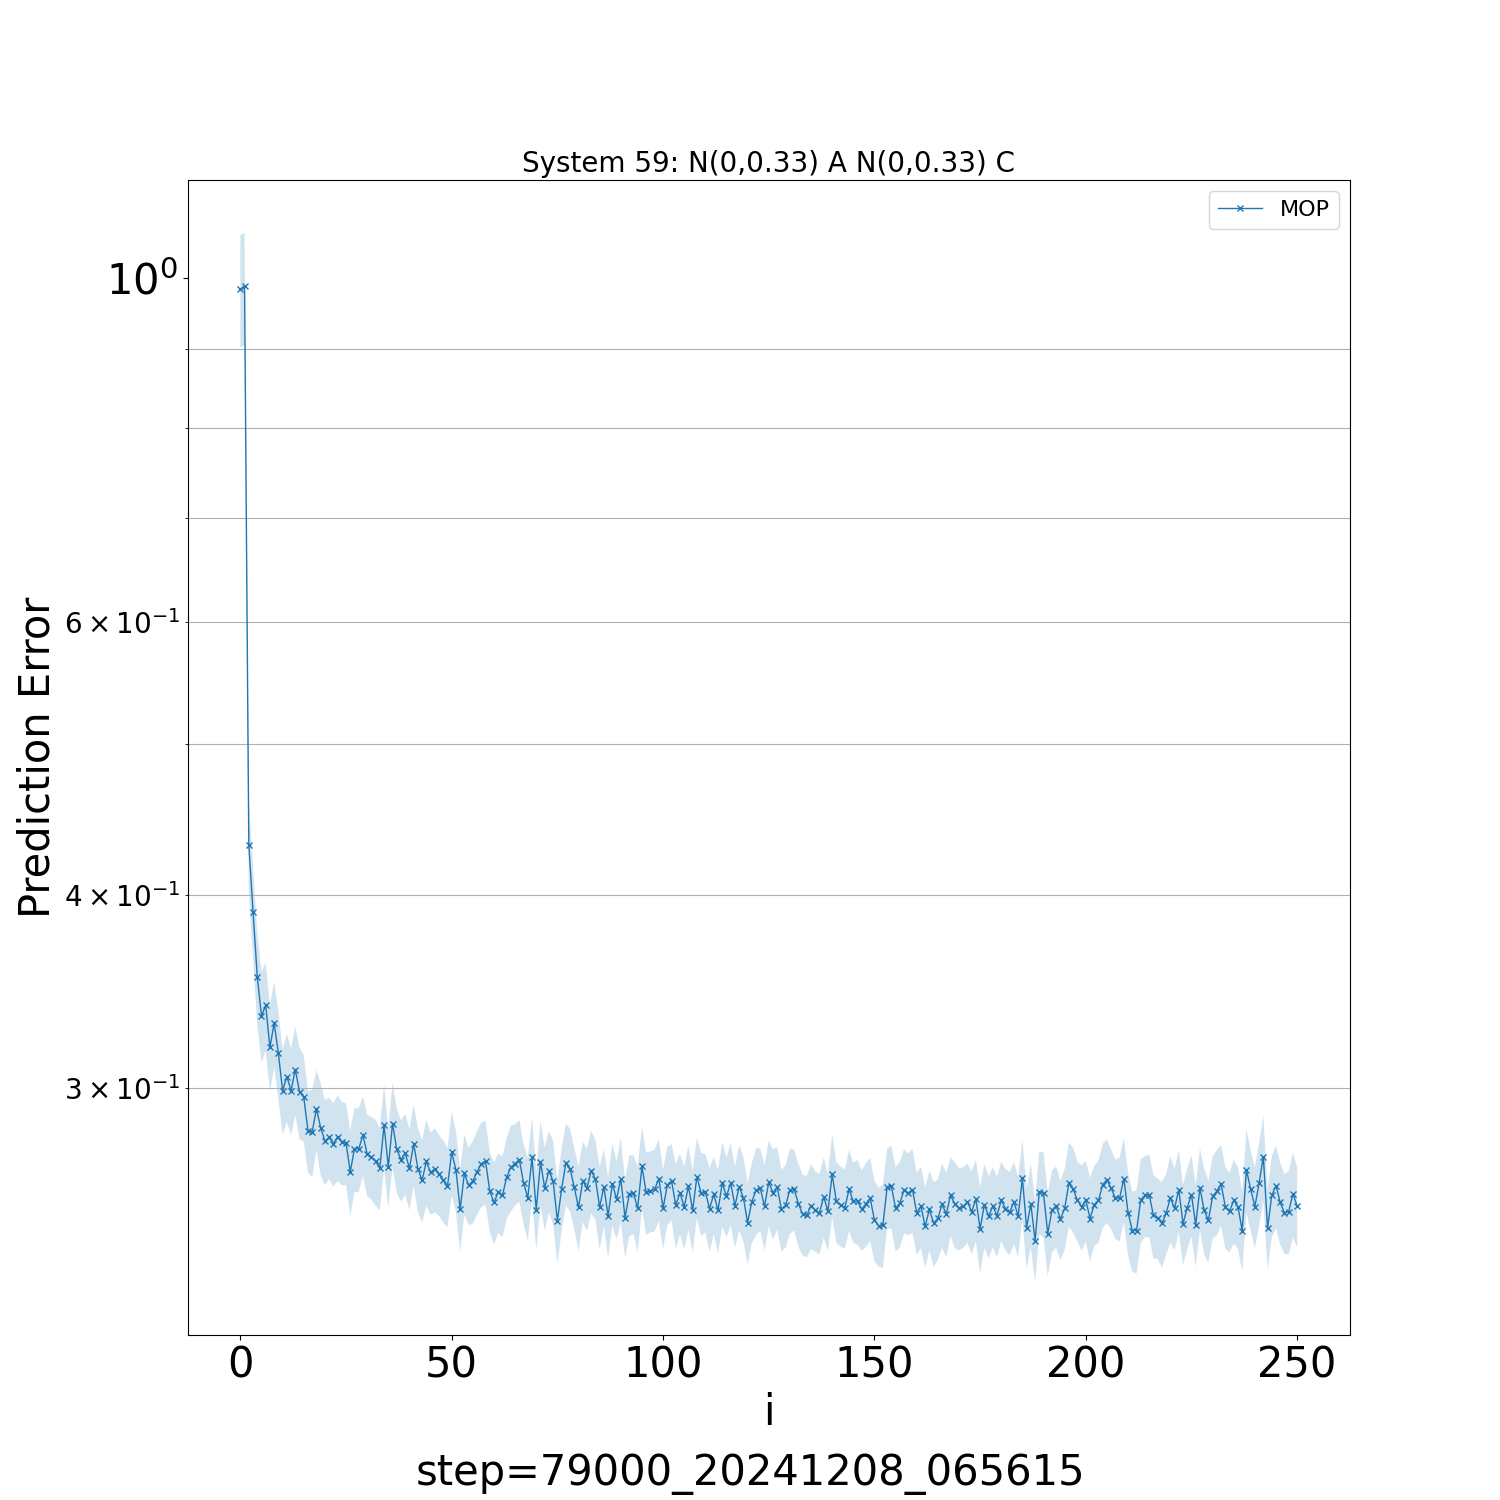 System 59: N(0,0.33) A N(0,0.33) C
MOP
10⁰
6 × 10⁻¹
4 × 10⁻¹
3 × 10⁻¹
Prediction Error
0 50 100 150 200 250
i
step=79000_20241208_065615